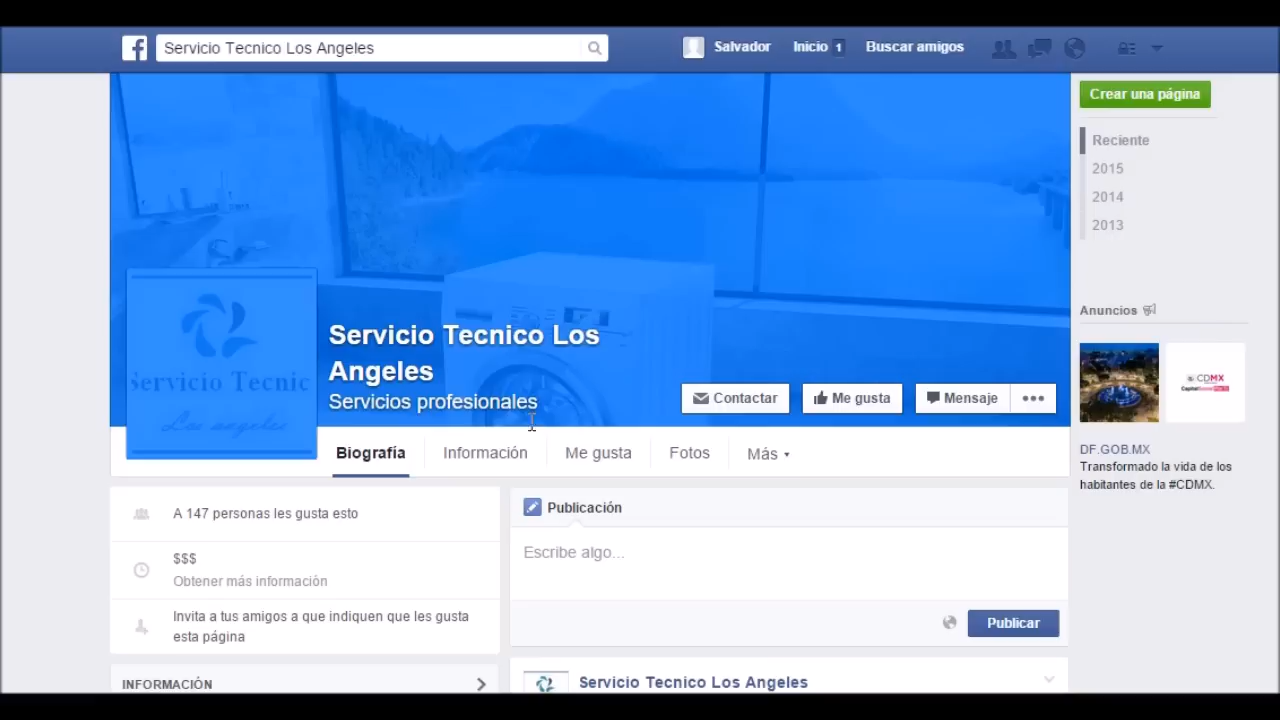 Servicio Tecnico Los Angeles
Salvador
Inicio 1
Buscar amigos
Crear una página
Reciente
2015
2014
2013
Servicio Tecnic
Los angeles
Servicio Tecnico Los
Angeles
Servicios profesionales
Contactar
Me gusta
Mensaje
Biografía
Información
Me gusta
Fotos
Más
Anuncios
CDMX
DF.GOB.MX
Transformado la vida de los
habitantes de la #CDMX.
A 147 personas les gusta esto
$$$
Obtener más información
Invita a tus amigos a que indiquen que les gusta
esta página
INFORMACIÓN
Publicación
Escribe algo...
Publicar
Servicio Tecnico Los Angeles